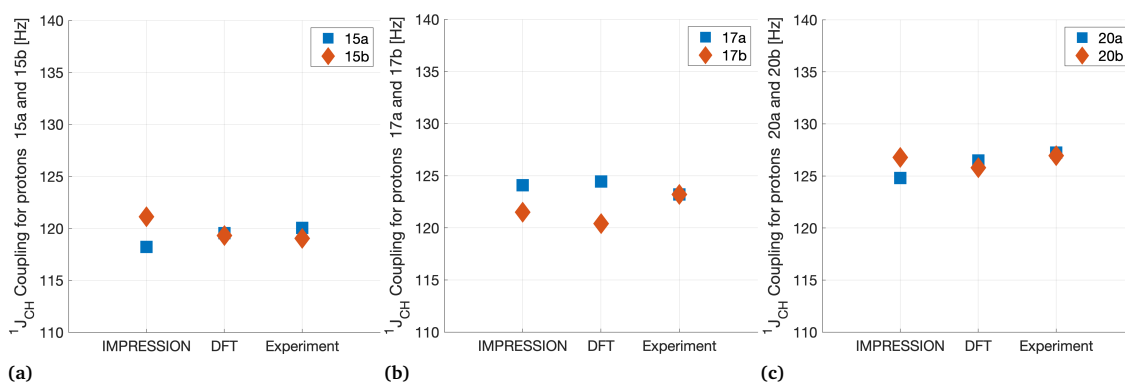 ¹J_CH Coupling for protons 15a and 15b [Hz]
140
135
130
125
120
115
110
15a
15b
IMPRESSION DFT Experiment
(a)
¹J_CH Coupling for protons 17a and 17b [Hz]
140
135
130
125
120
115
110
17a
17b
IMPRESSION DFT Experiment
(b)
¹J_CH Coupling for protons 20a and 20b [Hz]
140
135
130
125
120
115
110
20a
20b
IMPRESSION DFT Experiment
(c)